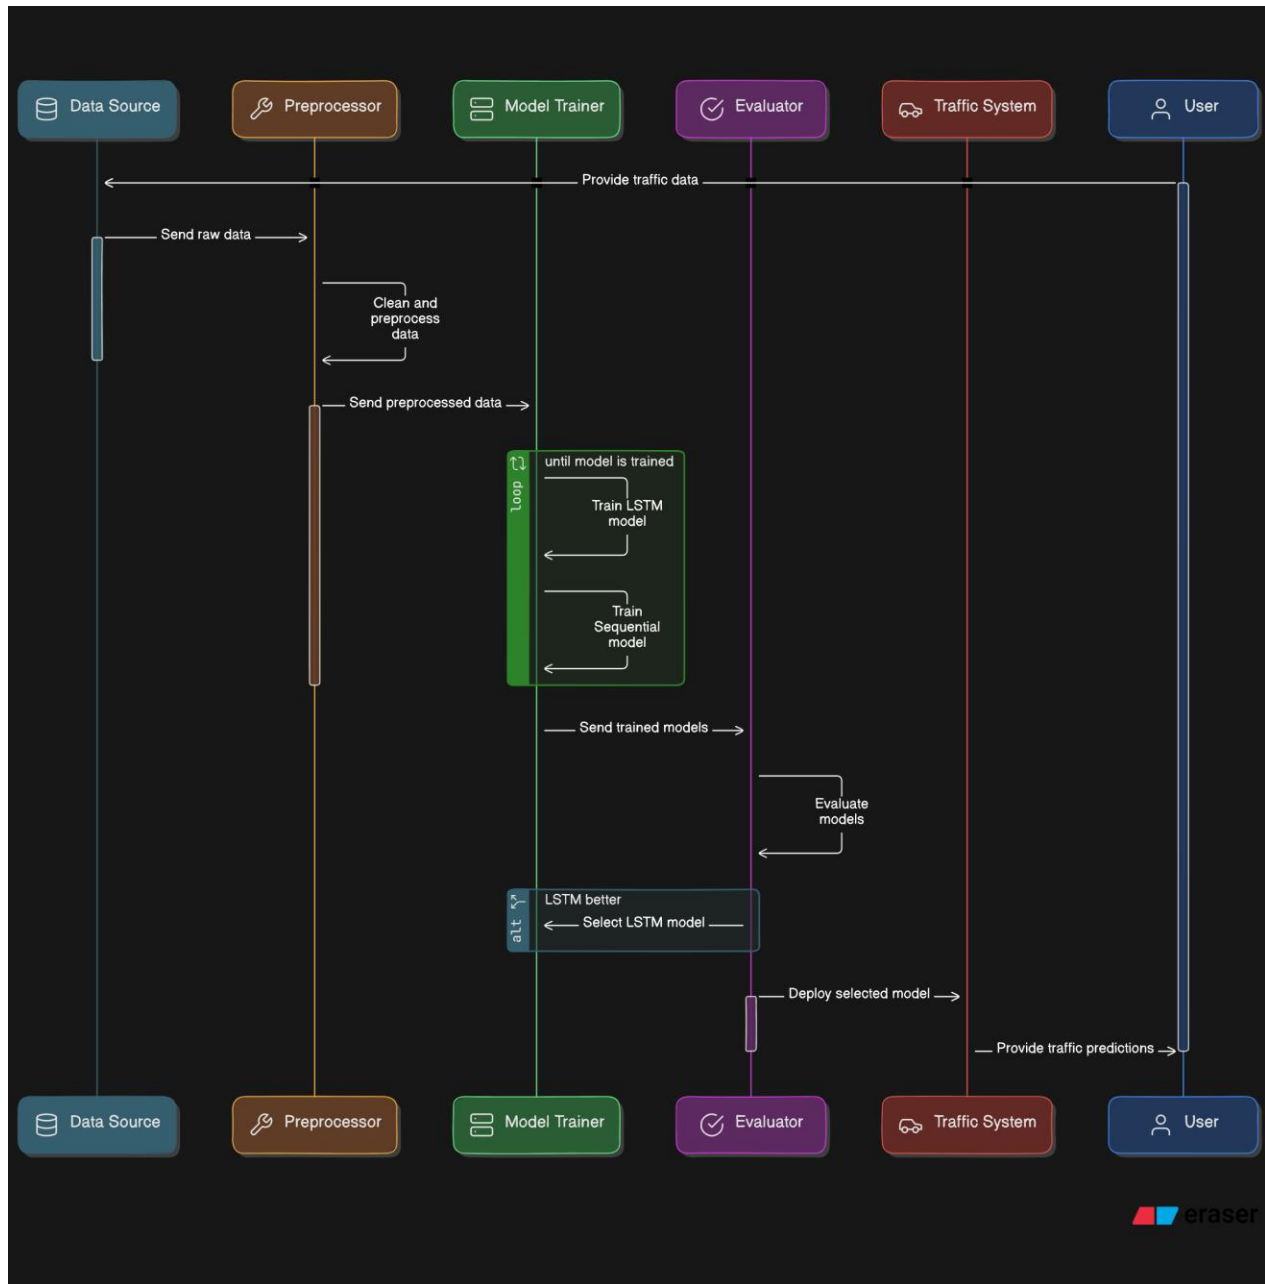 Data Source
Preprocessor
Model Trainer
Evaluator
Traffic System
User
Provide traffic data
Send raw data
Clean and
preprocess
data
Send preprocessed data
loop
until model is trained
Train LSTM
model
Train
Sequential
model
Send trained models
Evaluate
models
alt
LSTM better
Select LSTM model
Deploy selected model
Provide traffic predictions
Data Source
Preprocessor
Model Trainer
Evaluator
Traffic System
User
eraser